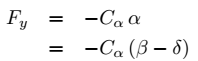 F_y = −C_α α
= −C_α (β − δ)